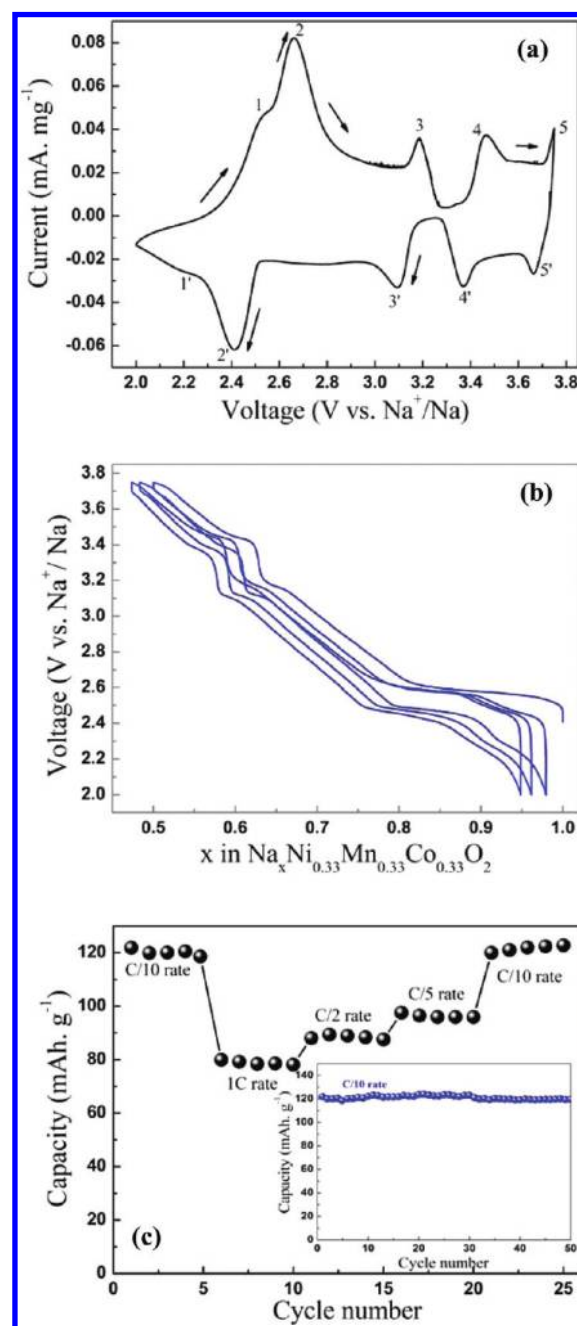 (a)
0.08
0.06
0.04
0.02
0.00
-0.02
-0.04
-0.06
Current (mA. mg⁻¹)
1
2
3
4
5
1'
2'
3'
4'
5'
2.0 2.2 2.4 2.6 2.8 3.0 3.2 3.4 3.6 3.8
Voltage (V vs. Na⁺/Na)
(b)
3.8
3.6
3.4
3.2
3.0
2.8
2.6
2.4
2.2
2.0
Voltage (V vs. Na⁺/ Na)
0.5 0.6 0.7 0.8 0.9 1.0
x in NaₓNi₀.₃₃Mn₀.₃₃Co₀.₃₃O₂
120
100
80
60
40
20
0
Capacity (mAh. g⁻¹)
C/10 rate
1C rate
C/2 rate
C/5 rate
C/10 rate
140
120
100
80
60
40
20
0
Capacity (mAh. g⁻¹)
C/10 rate
0 10 20 30 40 50
Cycle number
(c)
0 5 10 15 20 25
Cycle number